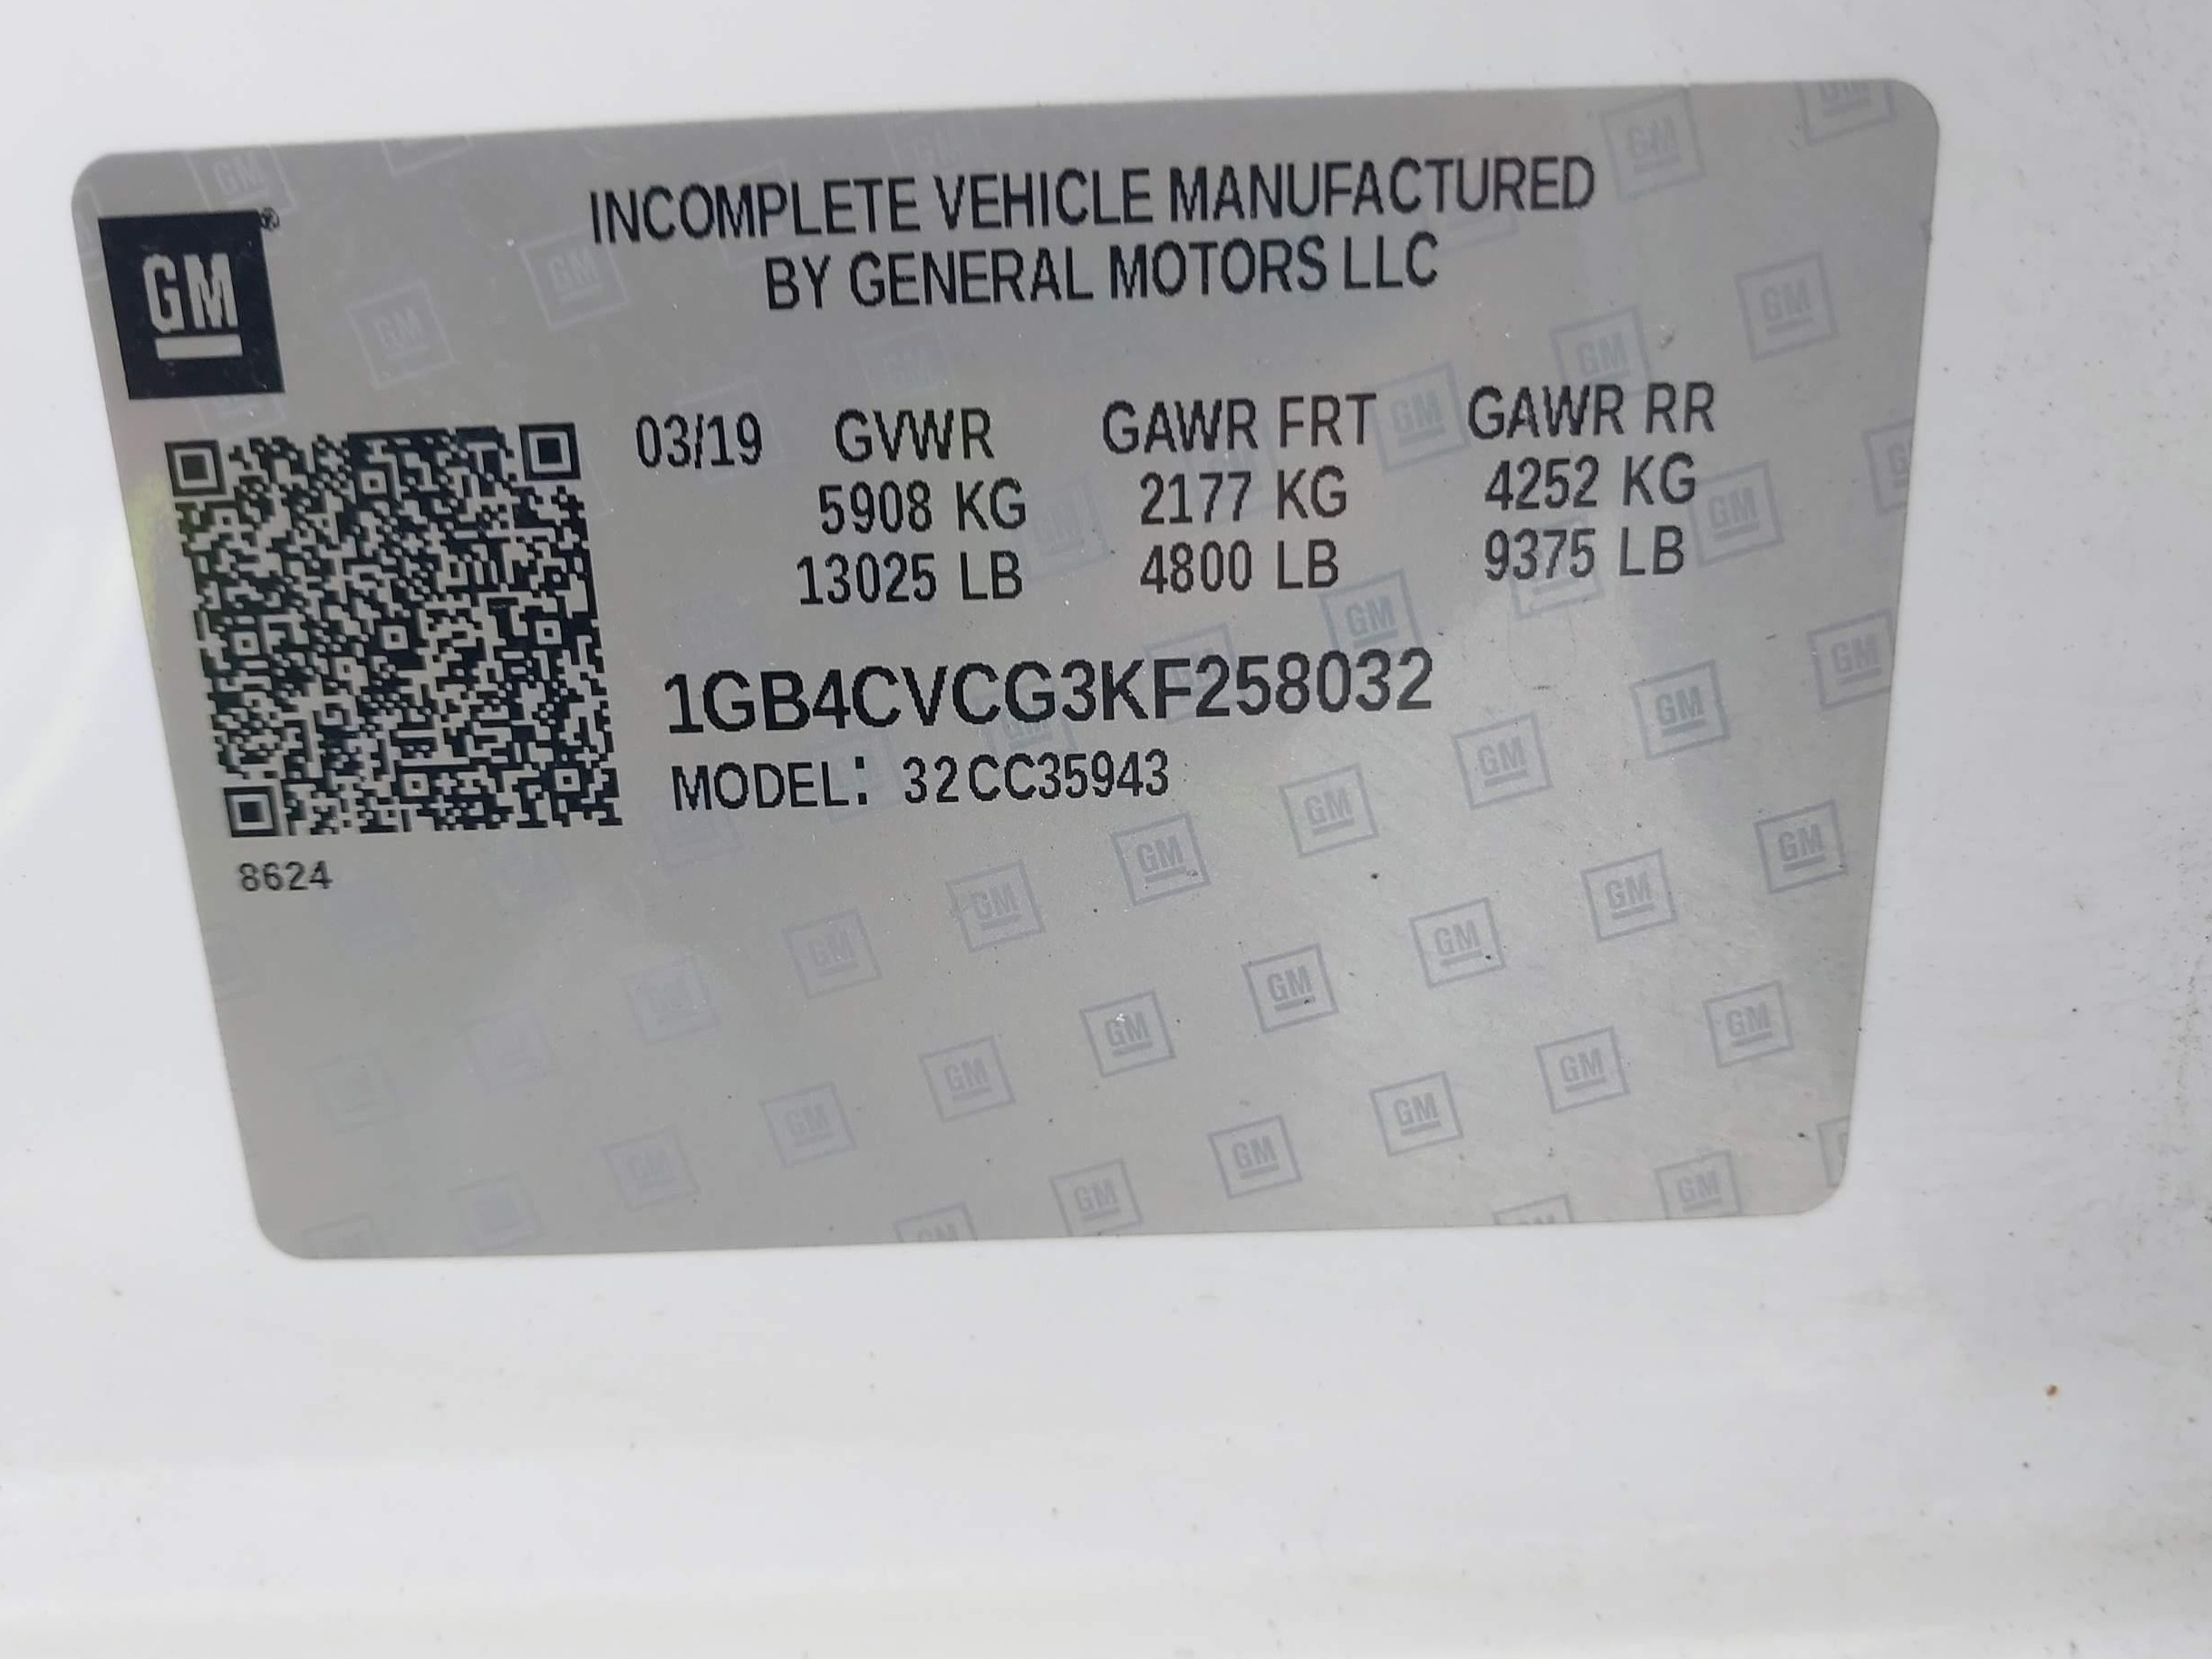 GM
INCOMPLETE VEHICLE MANUFACTURED
BY GENERAL MOTORS LLC
03/19 GVWR GAWR FRT GAWR RR
5908 KG 2177 KG 4252 KG
13025 LB 4800 LB 9375 LB
1GB4CVCG3KF258032
MODEL: 32CC35943
8624